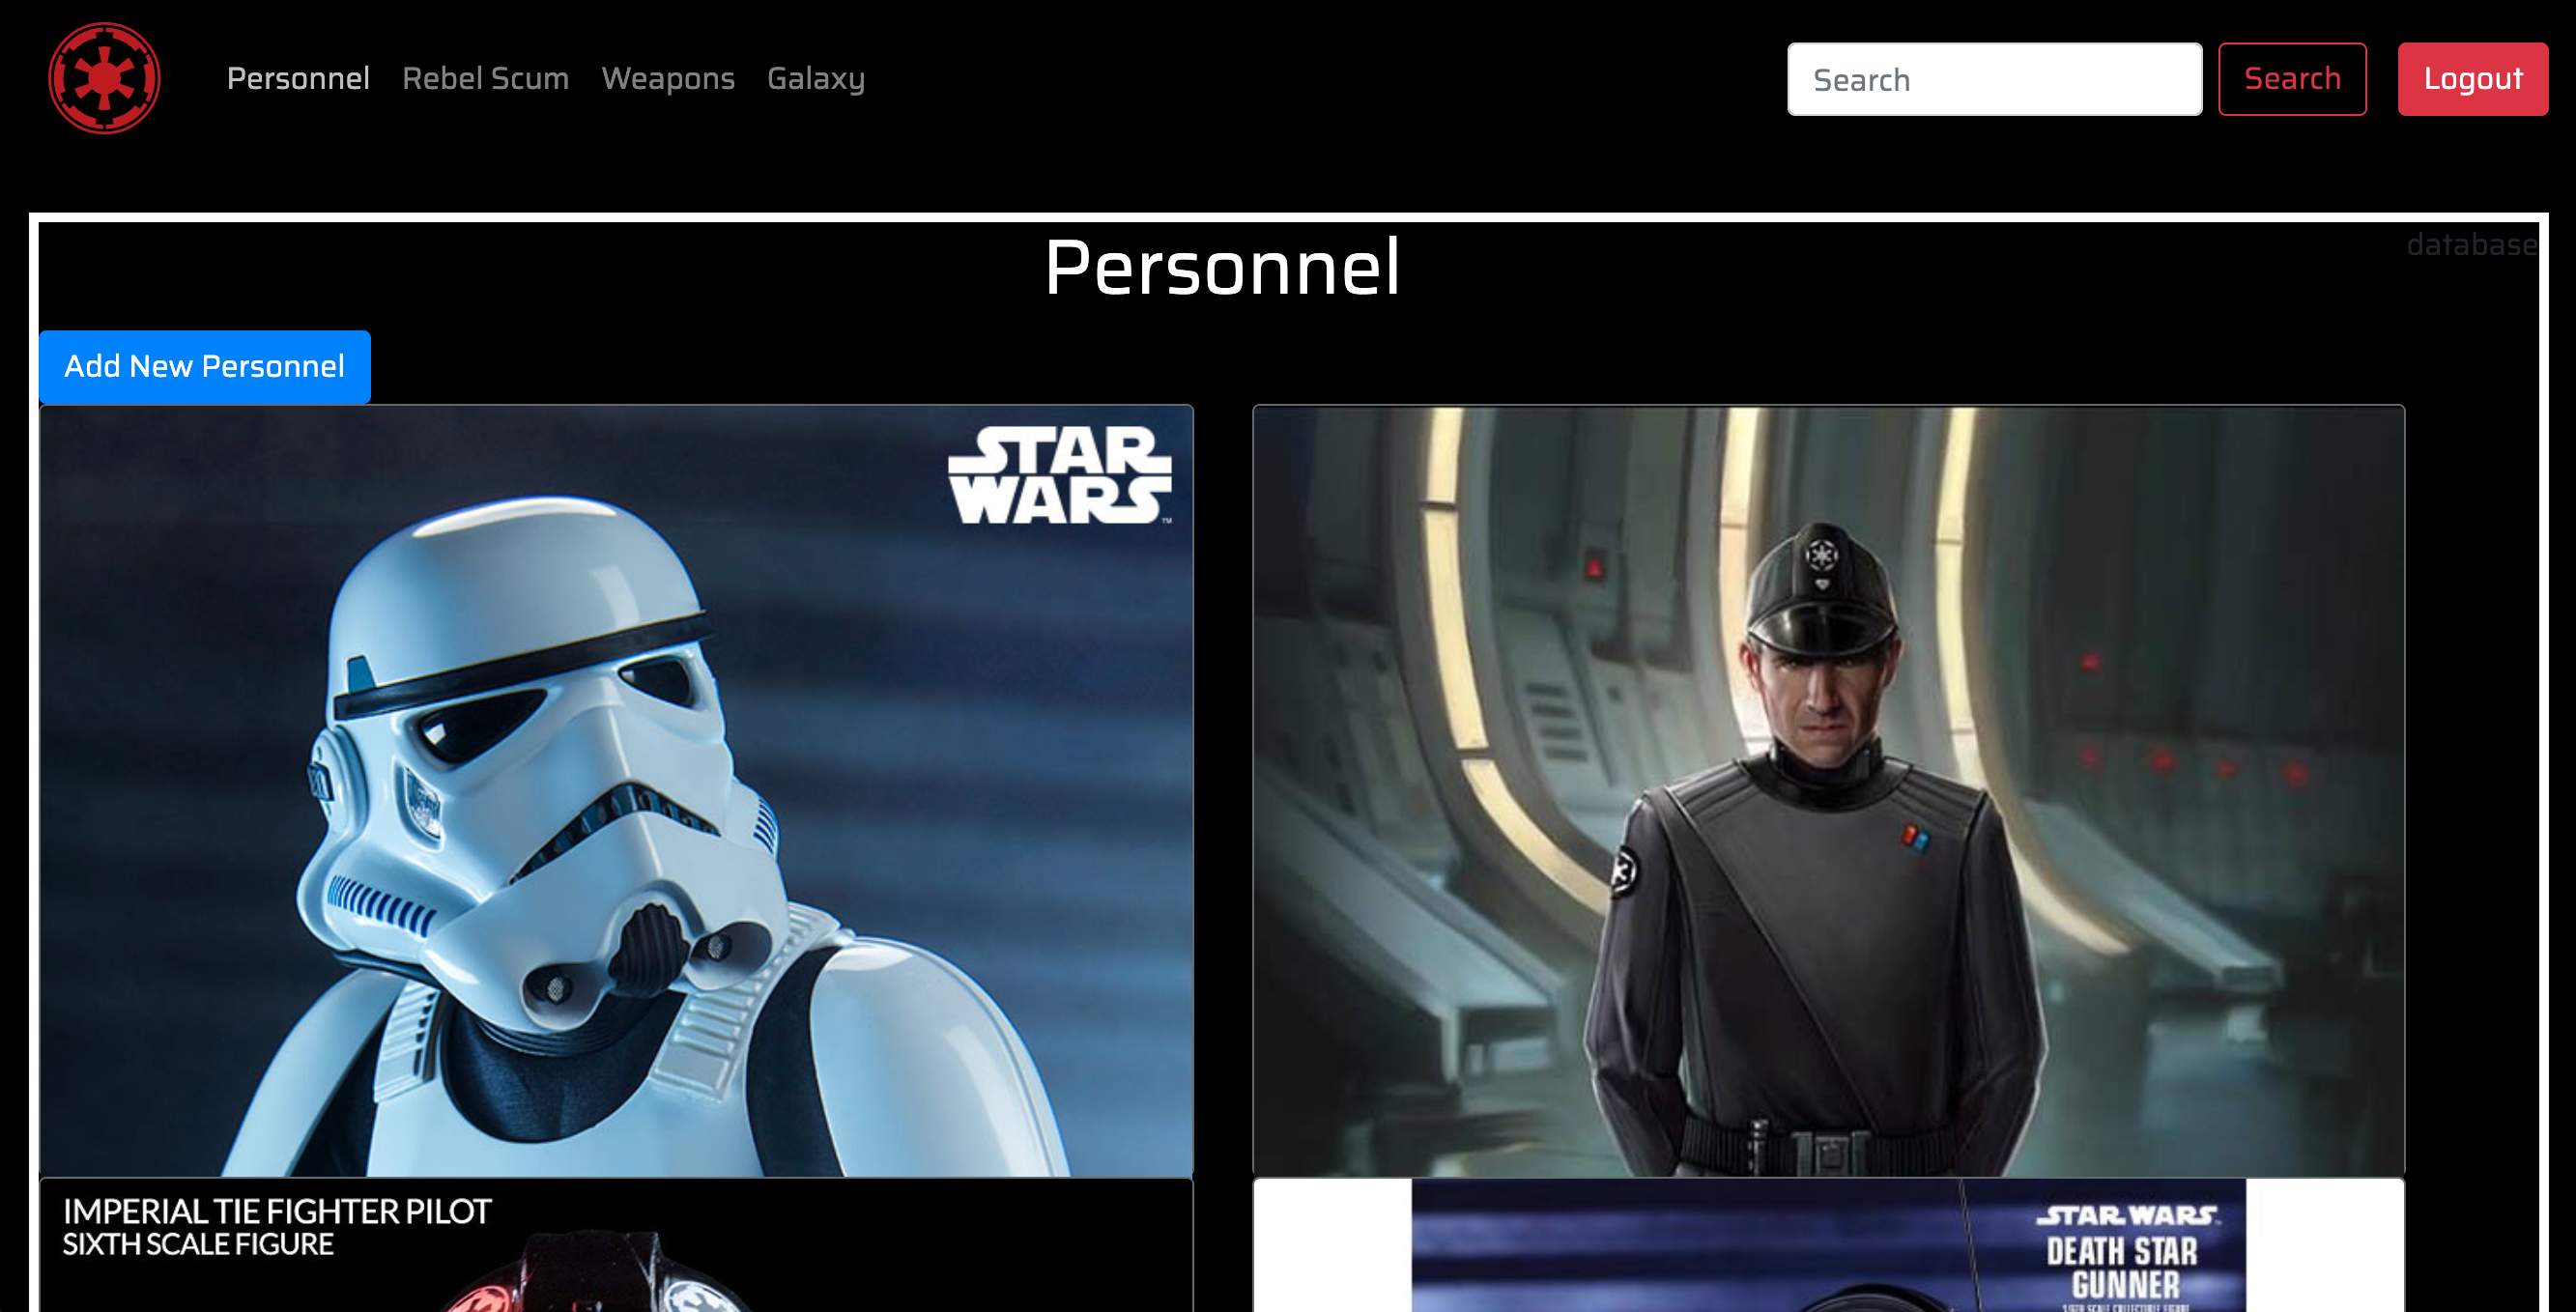 Personnel Rebel Scum Weapons Galaxy Search Search Logout
Personnel
database
Add New Personnel
STAR
WARS
TM
IMPERIAL TIE FIGHTER PILOT
SIXTH SCALE FIGURE
STAR WARS
DEATH STAR
GUNNER